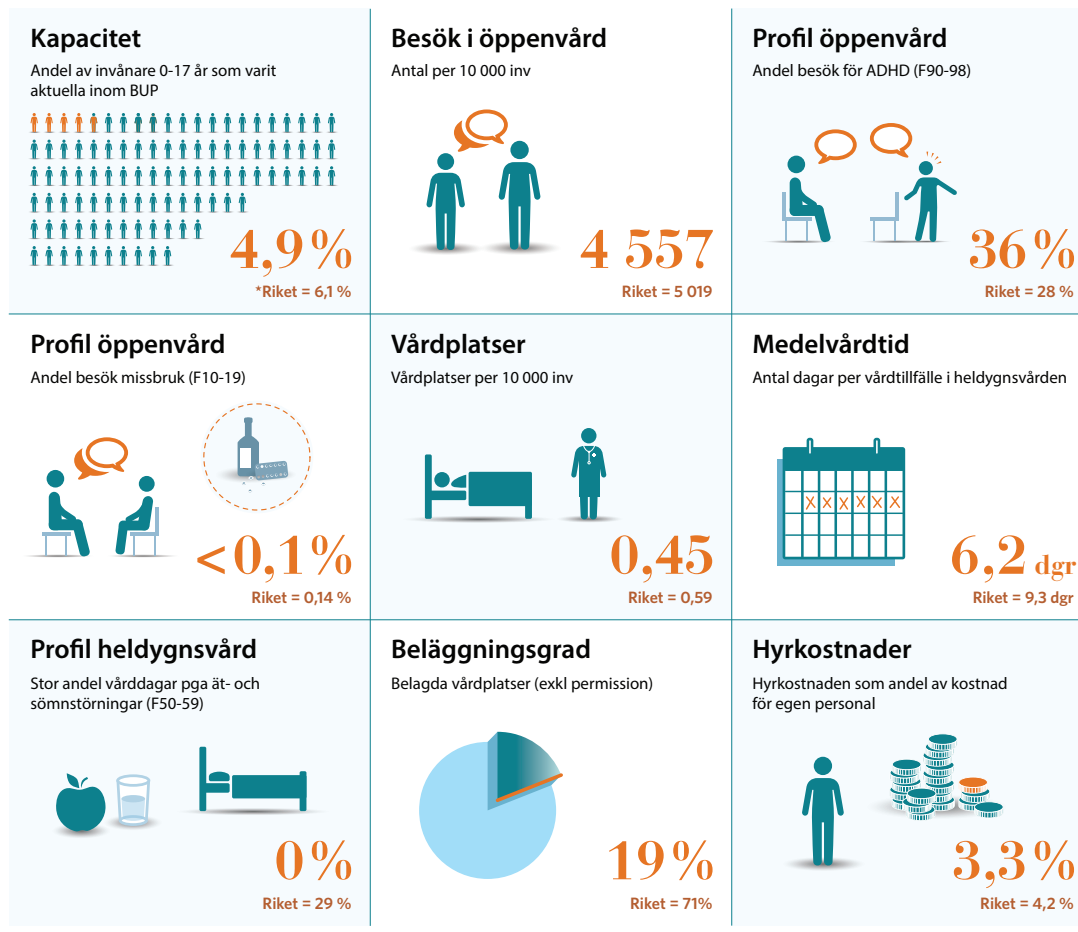 Kapacitet
Andel av invånare 0-17 år som varit
aktuella inom BUP
4,9 %
*Riket = 6,1 %
Besök i öppenvård
Antal per 10 000 inv
4 557
Riket = 5 019
Profil öppenvård
Andel besök för ADHD (F90-98)
36 %
Riket = 28 %
Profil öppenvård
Andel besök missbruk (F10-19)
<0,1%
Riket = 0,14 %
Vårdplatser
Vårdplatser per 10 000 inv
0,45
Riket = 0,59
Medelvårdtid
Antal dagar per vårdtillfälle i heldygnsvården
6,2 dgr
Riket = 9,3 dgr
Profil heldygnsvård
Stor andel vårddagar pga ät- och
sömnstörningar (F50-59)
0 %
Riket = 29 %
Beläggningsgrad
Belagda vårdplatser (exkl permission)
19 %
Riket = 71%
Hyrkostnader
Hyrkostnaden som andel av kostnad
för egen personal
3,3 %
Riket = 4,2 %